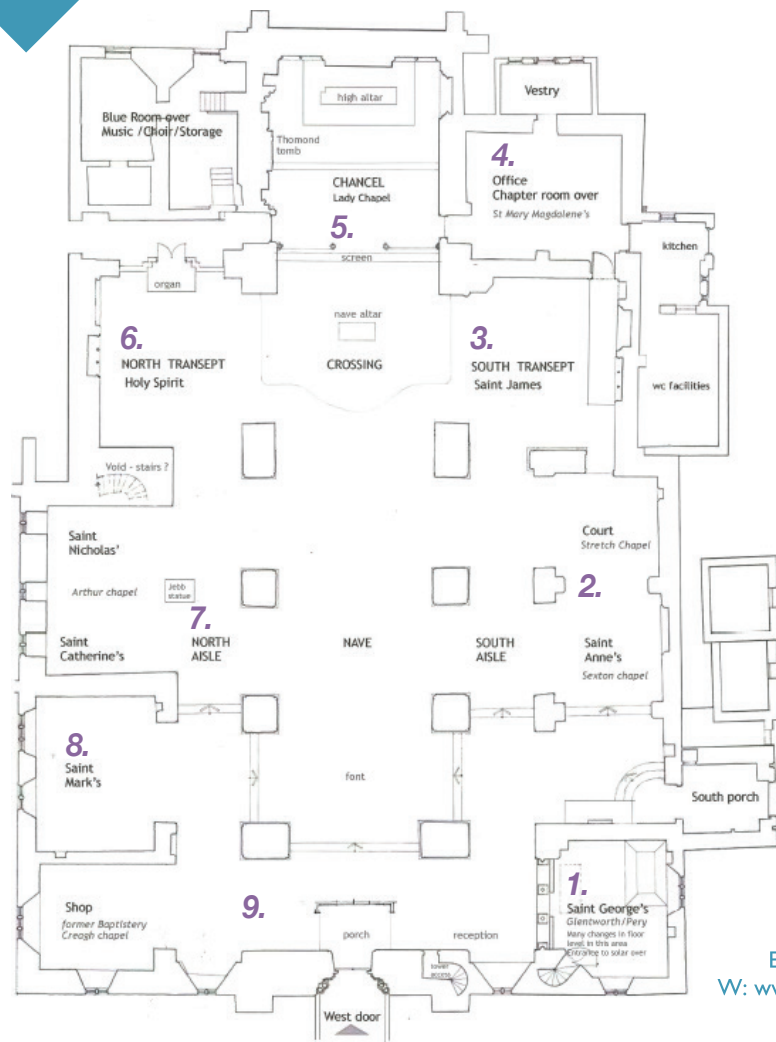 high altar
Vestry
Blue Room over
Music /Choir/Storage
Thomond
tomb
4.
Office
Chapter room over
St Mary Magdolene's
CHANCEL
Lady Chapel
5.
screen
kitchen
organ
nave altar
6.
NORTH TRANSEPT
Holy Spirit
CROSSING
3.
SOUTH TRANSEPT
Saint James
wc facilities
Void - stairs ?
Saint
Nicholas'
Court
Stretch Chapel
Arthur chapel
Jebb
statue
2.
7.
Saint
Catherine's
NORTH
AISLE
NAVE
SOUTH
AISLE
Saint
Anne's
Sexton chapel
8.
Saint
Mark's
font
South porch
1.
Saint George's
Glentworth/Pery
Many changes in floor
level in this area
Entrance to solar over
Shop
former Baptistery
Creagh chapel
9.
porch
reception
tower
access
West door
E
W: w